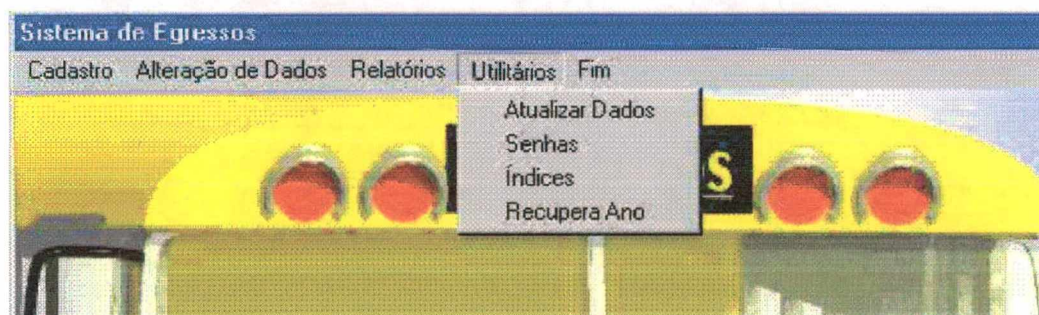 Sistema de Egressos
Cadastro Alteração de Dados Relatórios Utilitários Fim
Atualizar Dados
Senhas
Índices
Recupera Ano
S